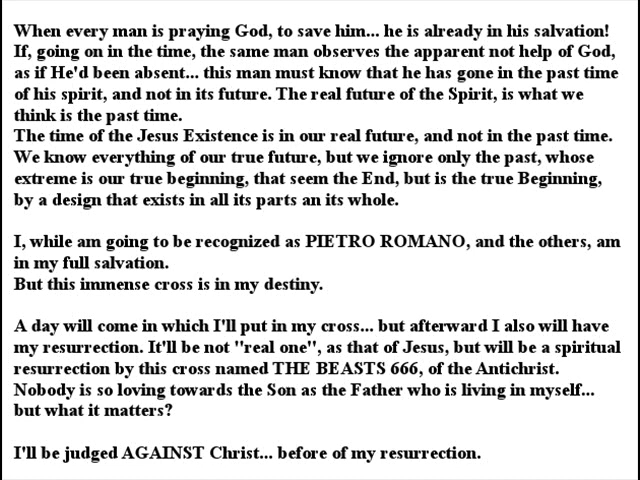 When every man is praying God, to save him... he is already in his salvation!
If, going on in the time, the same man observes the apparent not help of God,
as if He'd been absent... this man must know that he has gone in the past time
of his spirit, and not in its future. The real future of the Spirit, is what we
think is the past time.
The time of the Jesus Existence is in our real future, and not in the past time.
We know everything of our true future, but we ignore only the past, whose
extreme is our true beginning, that seem the End, but is the true Beginning,
by a design that exists in all its parts an its whole.
I, while am going to be recognized as PIETRO ROMANO, and the others, am
in my full salvation.
But this immense cross is in my destiny.
A day will come in which I'll put in my cross... but afterward I also will have
my resurrection. It'll be not "real one", as that of Jesus, but will be a spiritual
resurrection by this cross named THE BEASTS 666, of the Antichrist.
Nobody is so loving towards the Son as the Father who is living in myself...
but what it matters?
I'll be judged AGAINST Christ... before of my resurrection.